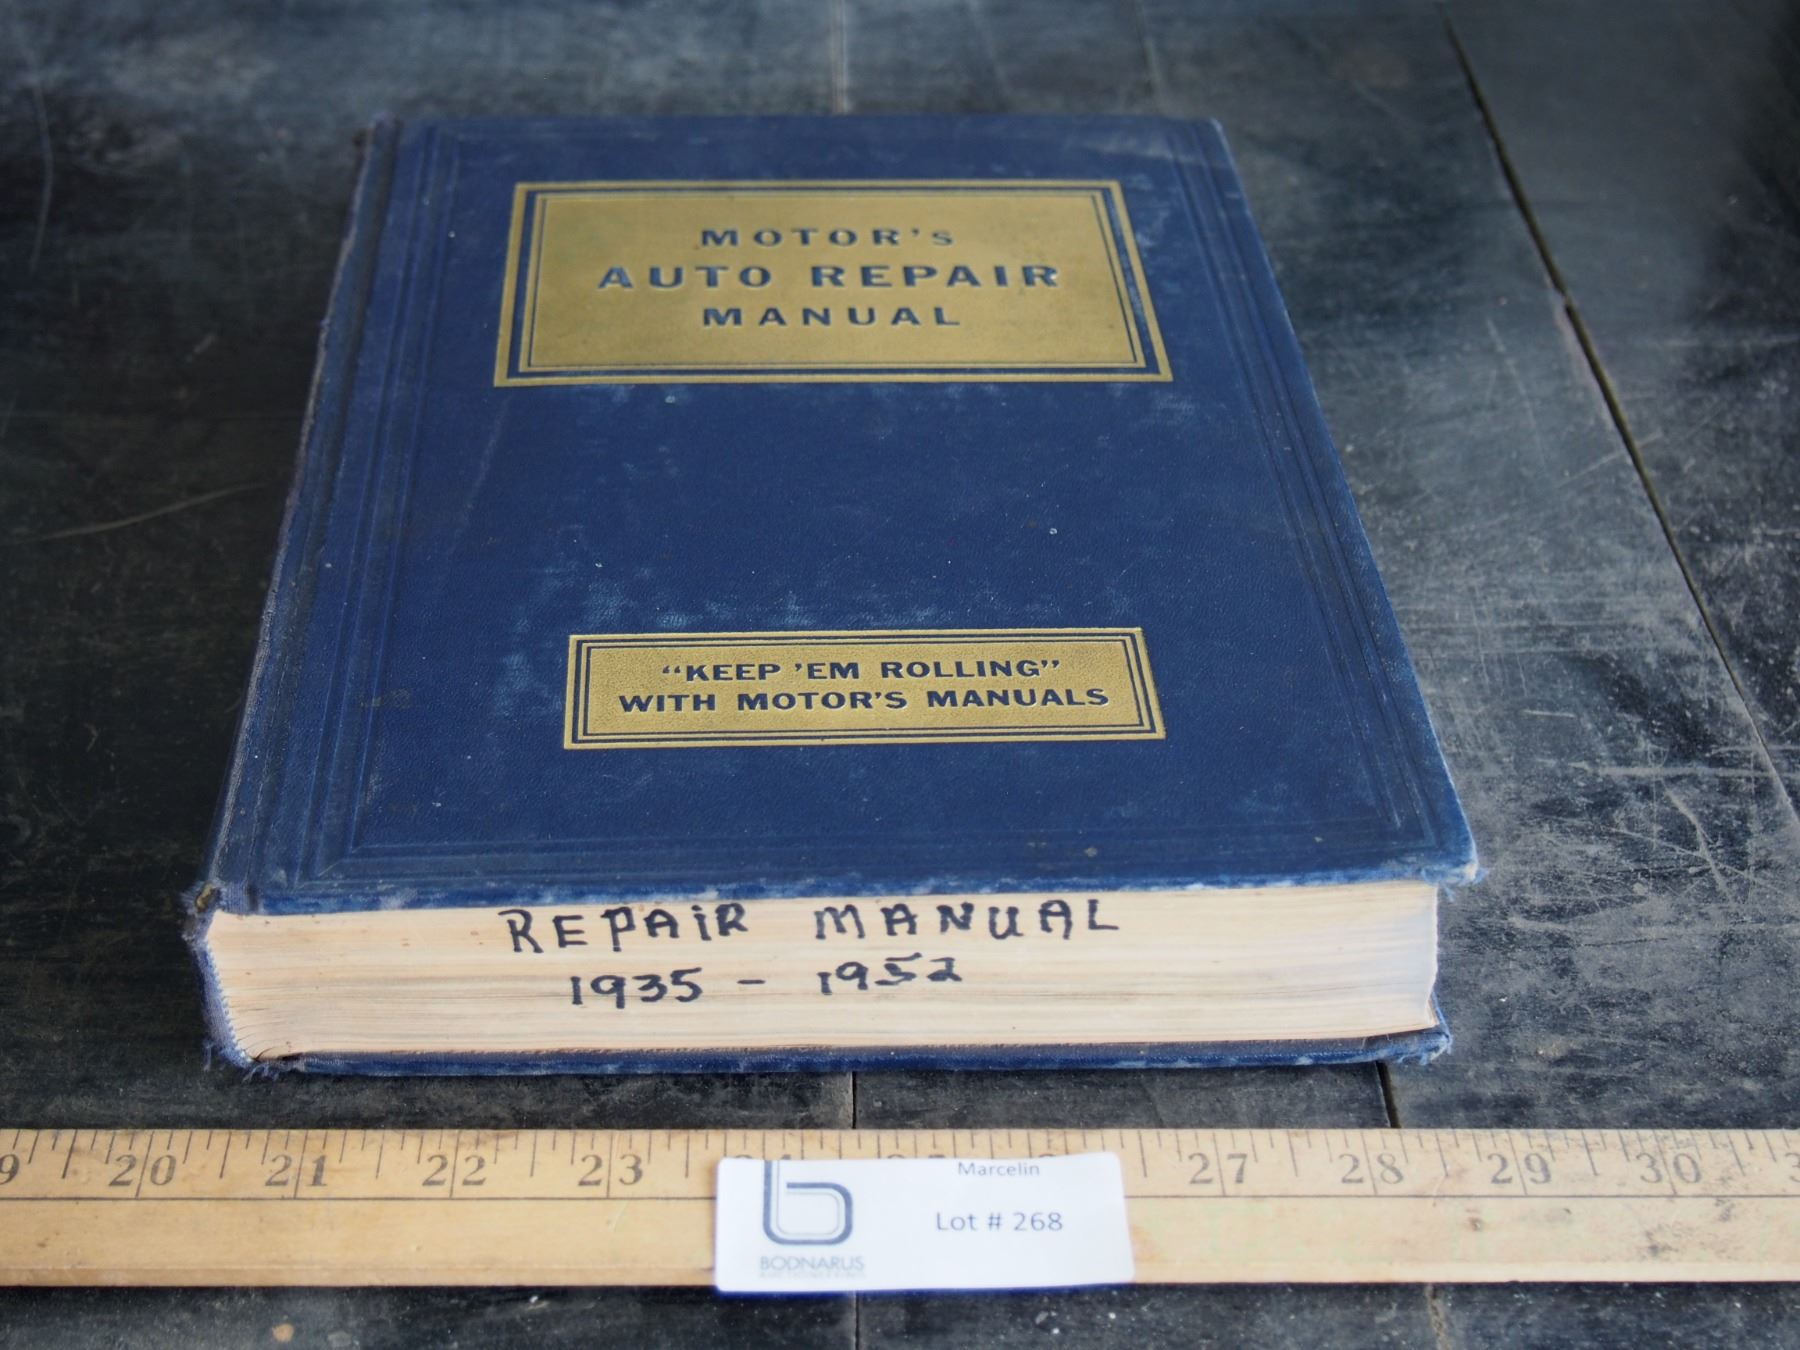 MOTOR's
AUTO REPAIR
MANUAL
"KEEP 'EM ROLLING"
WITH MOTOR'S MANUALS
REPAIR MANUAL
1935 - 1952
20 21 22 23 27 28 29 30
Marcelin
Lot # 268
BODNARUS